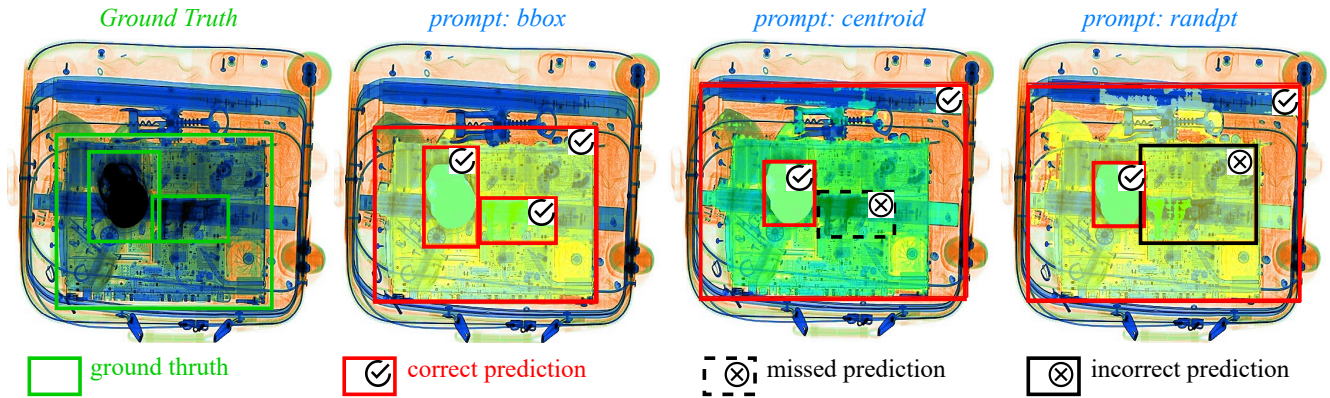 Ground Truth
prompt: bbox
prompt: centroid
prompt: randpt
ground thruth
correct prediction
missed prediction
incorrect prediction